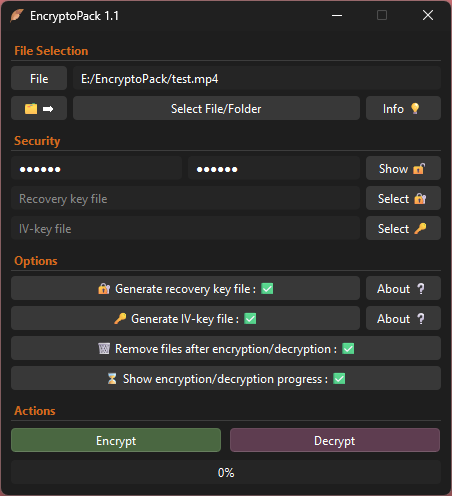 EncryptoPack 1.1
File Selection
File E:/EncryptoPack/test.mp4
Select File/Folder Info
Security
●●●●●● ●●●●●● Show
Recovery key file Select
IV-key file Select
Options
Generate recovery key file : ✅ About ❔
Generate IV-key file : ✅ About ❔
Remove files after encryption/decryption : ✅
Show encryption/decryption progress : ✅
Actions
Encrypt Decrypt
0%